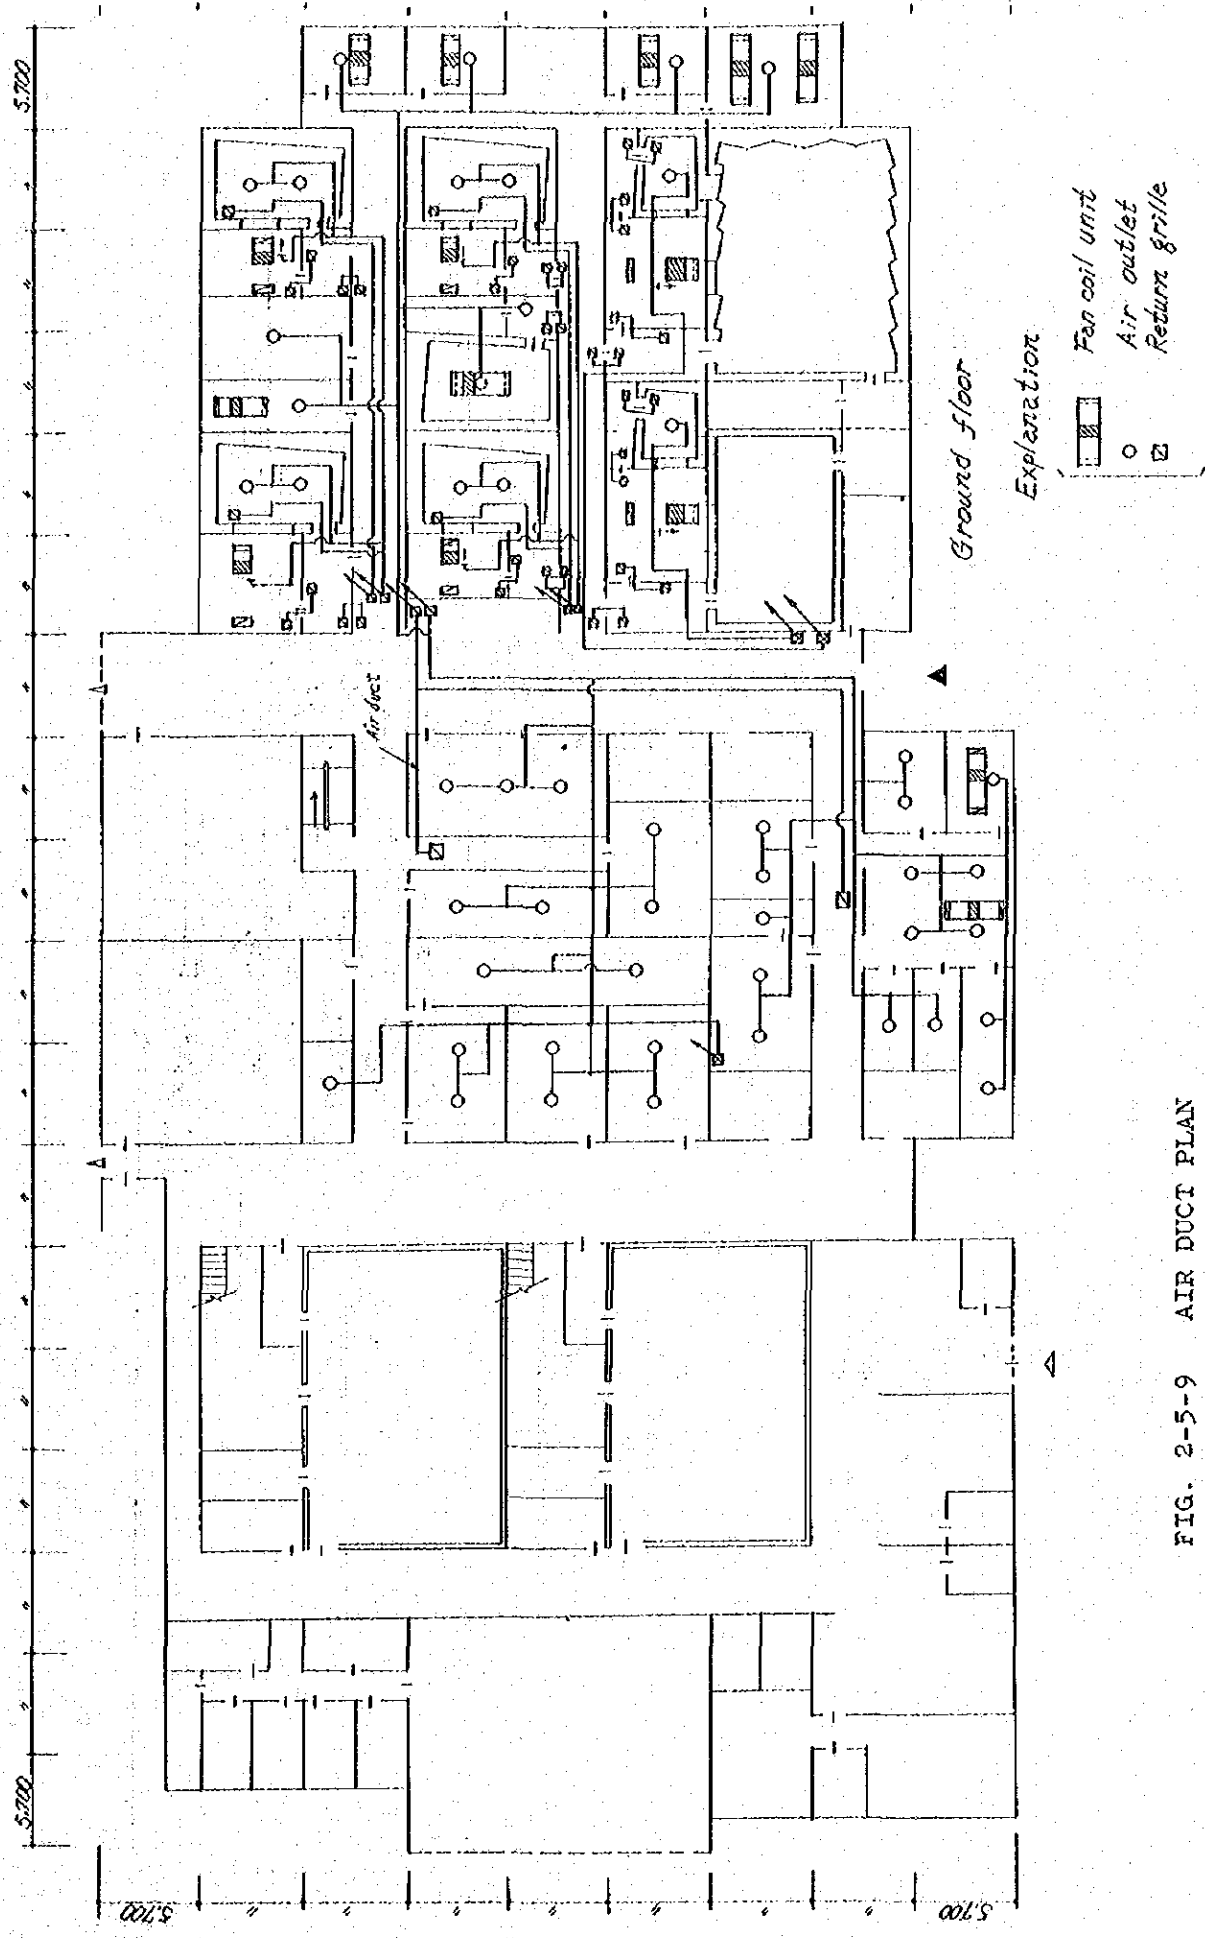 5.700
5.700
5.700
5.700
Air duct
Ground floor
Explanation
Fan coil unit
Air outlet
Return grille
FIG. 2-5-9 AIR DUCT PLAN